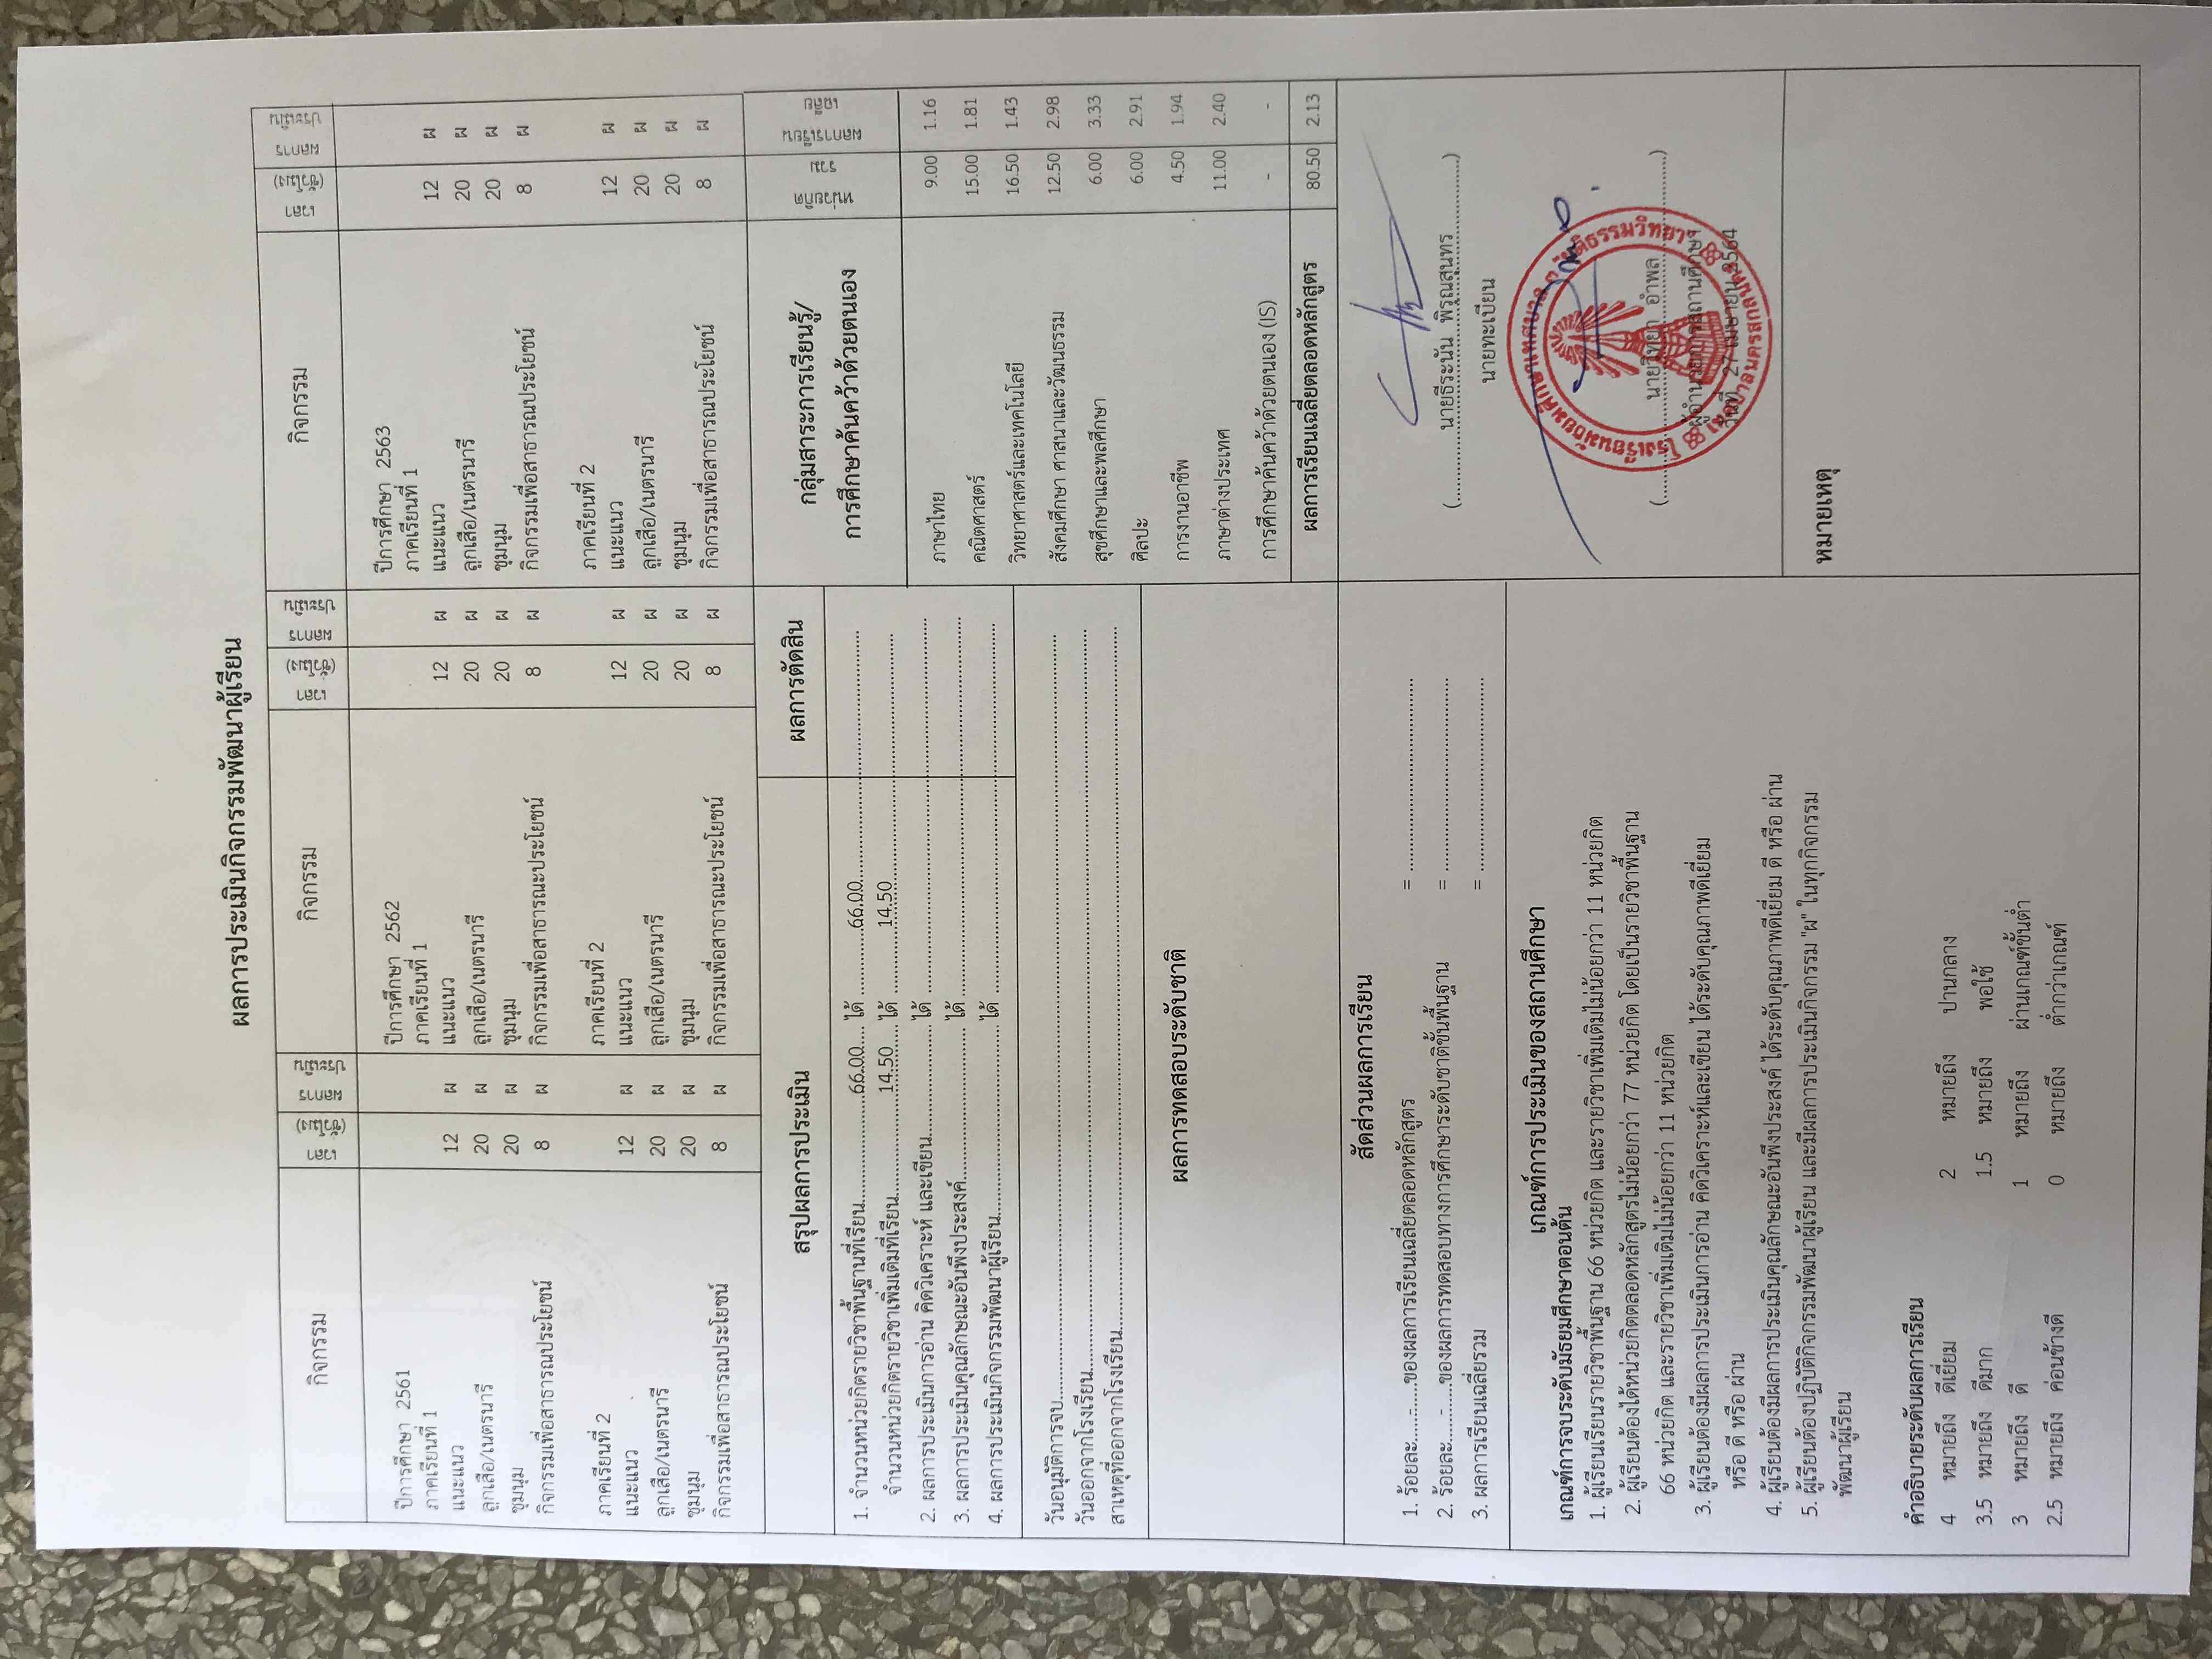 ผลการประเมินกิจกรรมพัฒนาผู้เรียน
กิจกรรม เวลา (ชั่วโมง) ผลการประเมิน กิจกรรม เวลา (ชั่วโมง) ผลการประเมิน กิจกรรม เวลา (ชั่วโมง) ผลการประเมิน
ปีการศึกษา 2561 ปีการศึกษา 2562 ปีการศึกษา 2563
ภาคเรียนที่ 1 ภาคเรียนที่ 1 ภาคเรียนที่ 1
แนะแนว 12 ผ แนะแนว 12 ผ แนะแนว 12 ผ
ลูกเสือ/เนตรนารี 20 ผ ลูกเสือ/เนตรนารี 20 ผ ลูกเสือ/เนตรนารี 20 ผ
ชุมนุม 20 ผ ชุมนุม 20 ผ ชุมนุม 20 ผ
กิจกรรมเพื่อสาธารณประโยชน์ 8 ผ กิจกรรมเพื่อสาธารณะประโยชน์ 8 ผ กิจกรรมเพื่อสาธารณประโยชน์ 8 ผ
ภาคเรียนที่ 2 ภาคเรียนที่ 2 ภาคเรียนที่ 2
แนะแนว 12 ผ แนะแนว 12 ผ แนะแนว 12 ผ
ลูกเสือ/เนตรนารี 20 ผ ลูกเสือ/เนตรนารี 20 ผ ลูกเสือ/เนตรนารี 20 ผ
ชุมนุม 20 ผ ชุมนุม 20 ผ ชุมนุม 20 ผ
กิจกรรมเพื่อสาธารณประโยชน์ 8 ผ กิจกรรมเพื่อสาธารณะประโยชน์ 8 ผ กิจกรรมเพื่อสาธารณประโยชน์ 8 ผ
สรุปผลการประเมิน ผลการตัดสิน
1. จำนวนหน่วยกิตรายวิชาพื้นฐานที่เรียน 66.00 ได้ 66.00
จำนวนหน่วยกิตรายวิชาเพิ่มเติมที่เรียน 14.50 ได้ 14.50
2. ผลการประเมินการอ่าน คิดวิเคราะห์ และเขียน ได้
3. ผลการประเมินคุณลักษณะอันพึงประสงค์ ได้
4. ผลการประเมินกิจกรรมพัฒนาผู้เรียน ได้
วันอนุมัติการจบ
วันออกจากโรงเรียน
สาเหตุที่ออกจากโรงเรียน
ผลการทดสอบระดับชาติ
กลุ่มสาระการเรียนรู้/ หน่วยกิต ผลการเรียน
การศึกษาค้นคว้าด้วยตนเอง รวม เฉลี่ย
ภาษาไทย 9.00 1.16
คณิตศาสตร์ 15.00 1.81
วิทยาศาสตร์และเทคโนโลยี 16.50 1.43
สังคมศึกษา ศาสนาและวัฒนธรรม 12.50 2.98
สุขศึกษาและพลศึกษา 6.00 3.33
ศิลปะ 6.00 2.91
การงานอาชีพ 4.50 1.94
ภาษาต่างประเทศ 11.00 2.40
การศึกษาค้นคว้าด้วยตนเอง (IS) - -
ผลการเรียนเฉลี่ยตลอดหลักสูตร 80.50 2.13
สัดส่วนผลการเรียน
1. ร้อยละ - ของผลการเรียนเฉลี่ยตลอดหลักสูตร =
2. ร้อยละ - ของผลการทดสอบทางการศึกษาระดับชาติขั้นพื้นฐาน =
3. ผลการเรียนเฉลี่ยรวม =
(นายธีระนัน พิรุณสุนทร)
นายทะเบียน
(นายวิทยา อำพล)
ผู้อำนวยการสถานศึกษา
วันที่ 27 เมษายน 2564
เกณฑ์การประเมินของสถานศึกษา
เกณฑ์การจบระดับมัธยมศึกษาตอนต้น
1. ผู้เรียนเรียนรายวิชาพื้นฐาน 66 หน่วยกิต และรายวิชาเพิ่มเติมไม่น้อยกว่า 11 หน่วยกิต
2. ผู้เรียนต้องได้หน่วยกิตตลอดหลักสูตรไม่น้อยกว่า 77 หน่วยกิต โดยเป็นรายวิชาพื้นฐาน
66 หน่วยกิต และรายวิชาเพิ่มเติมไม่น้อยกว่า 11 หน่วยกิต
3. ผู้เรียนต้องมีผลการประเมินการอ่าน คิดวิเคราะห์และเขียน ได้ระดับคุณภาพดีเยี่ยม
หรือ ดี หรือ ผ่าน
4. ผู้เรียนต้องมีผลการประเมินคุณลักษณะอันพึงประสงค์ ได้ระดับคุณภาพดีเยี่ยม ดี หรือ ผ่าน
5. ผู้เรียนต้องปฏิบัติกิจกรรมพัฒนาผู้เรียน และมีผลการประเมินกิจกรรม "ผ" ในทุกกิจกรรม
พัฒนาผู้เรียน
คำอธิบายระดับผลการเรียน
4 หมายถึง ดีเยี่ยม 2 หมายถึง ปานกลาง
3.5 หมายถึง ดีมาก 1.5 หมายถึง พอใช้
3 หมายถึง ดี 1 หมายถึง ผ่านเกณฑ์ขั้นต่ำ
2.5 หมายถึง ค่อนข้างดี 0 หมายถึง ต่ำกว่าเกณฑ์
หมายเหตุ